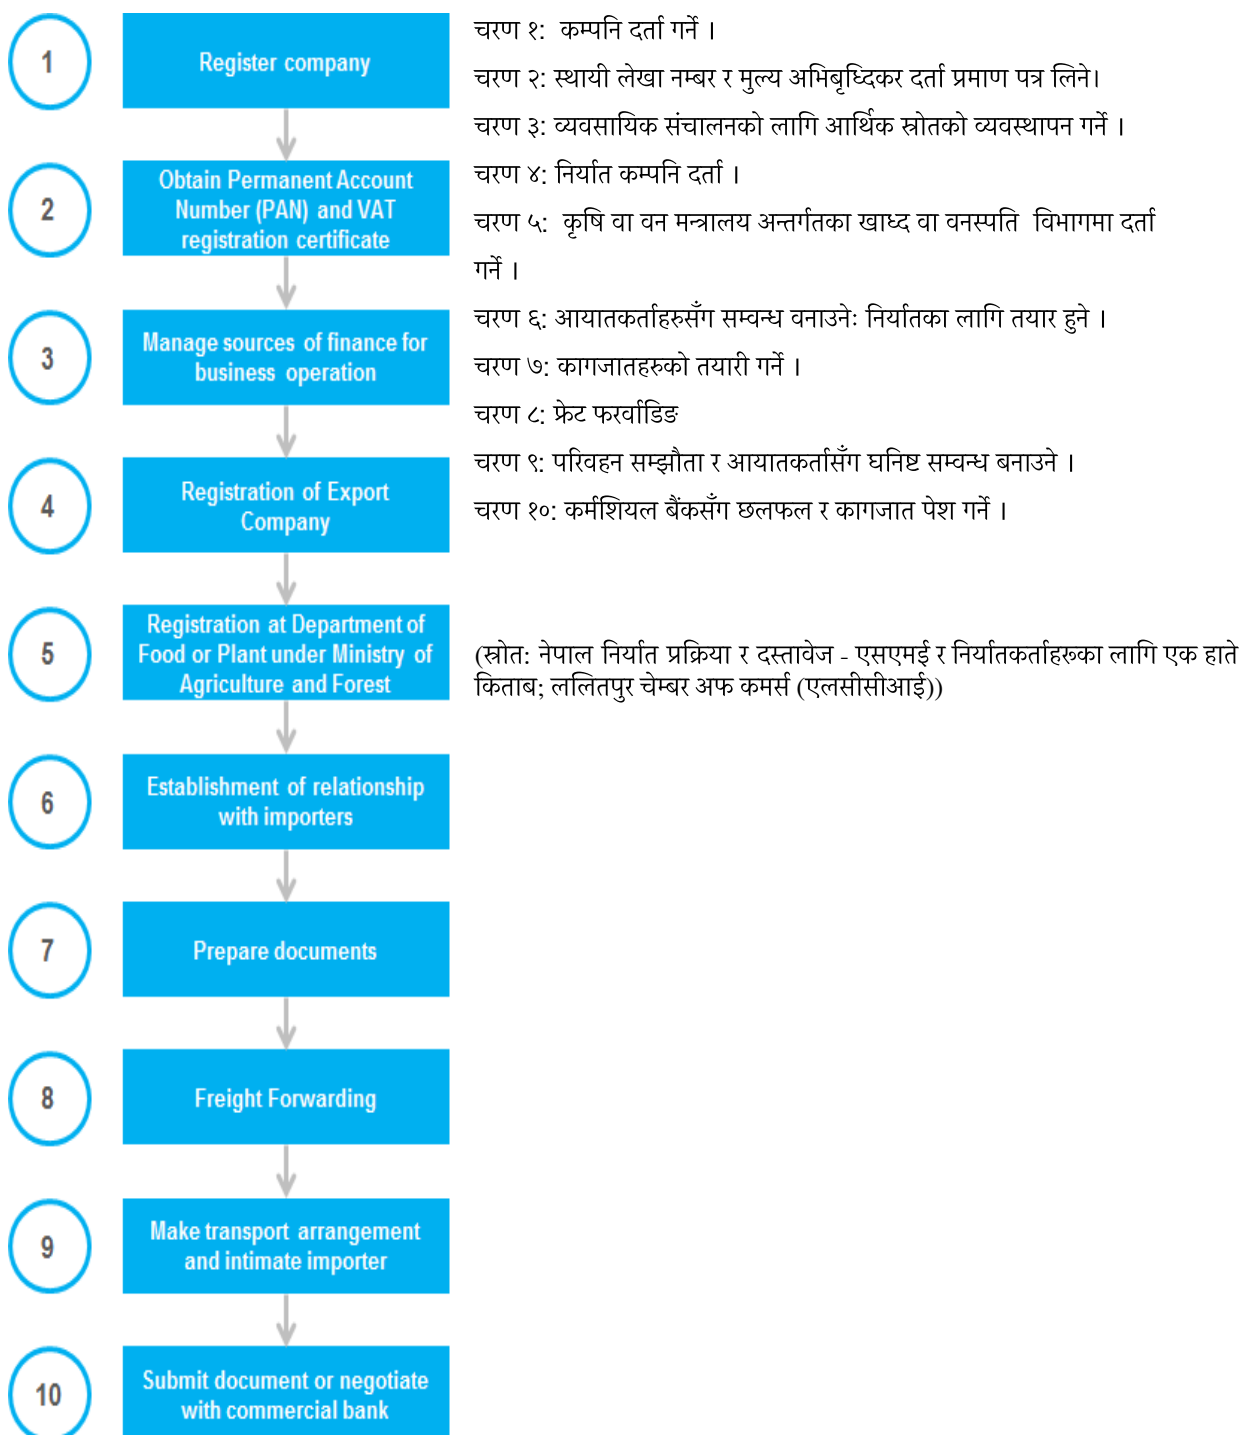 1
Register company
2
Obtain Permanent Account
Number (PAN) and VAT
registration certificate
3
Manage sources of finance for
business operation
4
Registration of Export
Company
5
Registration at Department of
Food or Plant under Ministry of
Agriculture and Forest
6
Establishment of relationship
with importers
7
Prepare documents
8
Freight Forwarding
9
Make transport arrangement
and intimate importer
10
Submit document or negotiate
with commercial bank
चरण १: कम्पनि दर्ता गर्ने ।
चरण २: स्थायी लेखा नम्बर र मुल्य अभिबृध्दिकर दर्ता प्रमाण पत्र लिने।
चरण ३: व्यवसायिक संचालनको लागि आर्थिक स्रोतको व्यवस्थापन गर्ने ।
चरण ४: निर्यात कम्पनि दर्ता ।
चरण ५: कृषि वा वन मन्त्रालय अन्तर्गतका खाध्द वा वनस्पति विभागमा दर्ता
गर्ने ।
चरण ६: आयातकर्ताहरुसँग सम्वन्ध वनाउनेः निर्यातका लागि तयार हुने ।
चरण ७: कागजातहरुको तयारी गर्ने ।
चरण ८: फ्रेट फरर्वाडिङ
चरण ९: परिवहन सम्झौता र आयातकर्तासँग घनिष्ट सम्वन्ध बनाउने ।
चरण १०: कर्मशियल बैंकसँग छलफल र कागजात पेश गर्ने ।
(स्रोत: नेपाल निर्यात प्रक्रिया र दस्तावेज - एसएमई र निर्यातकर्ताहरूका लागि एक हाते
किताब; ललितपुर चेम्बर अफ कमर्स (एलसीसीआई))